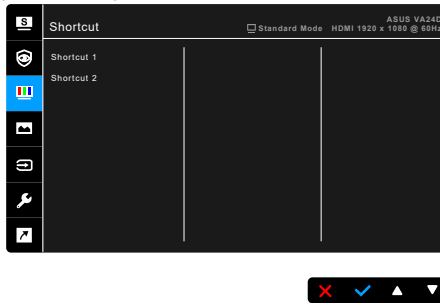 S
ASUS VA24D
Shortcut
Standard Mode HDMI 1920 x 1080 @ 60Hz
Shortcut 1
Shortcut 2